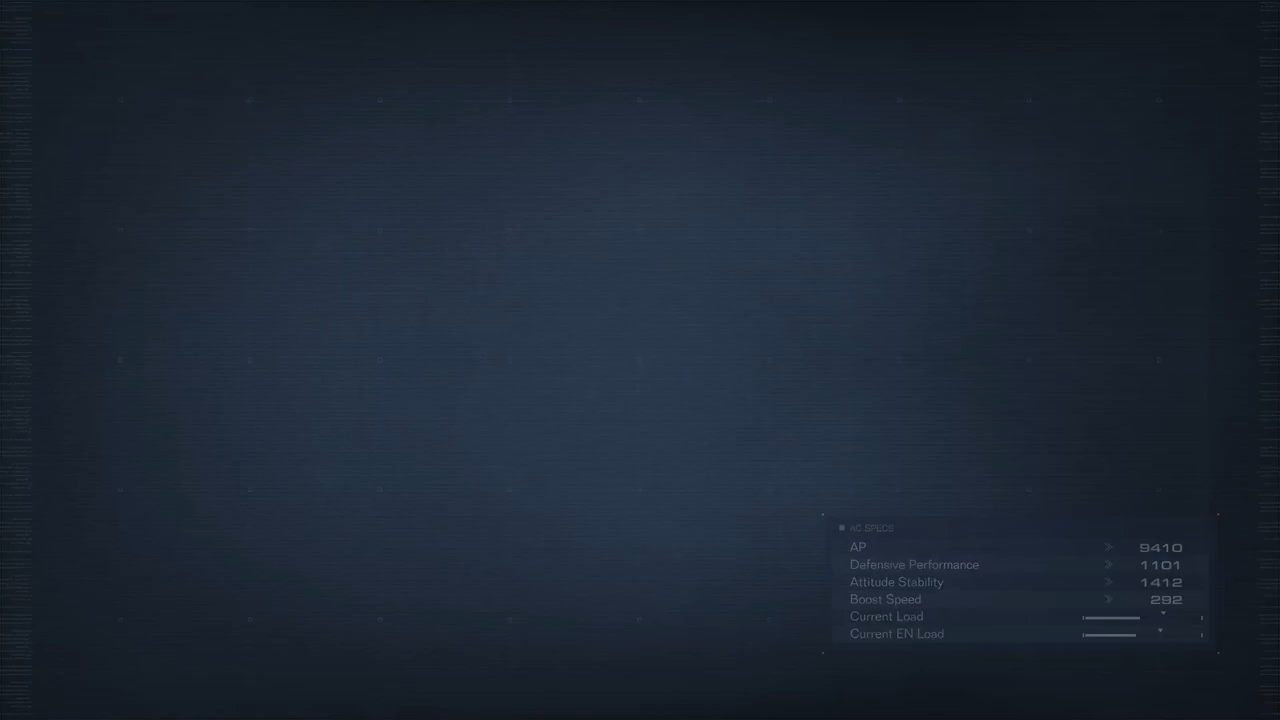 AC SPECS
AP 9410
Defensive Performance 1101
Attitude Stability 1412
Boost Speed 292
Current Load
Current EN Load